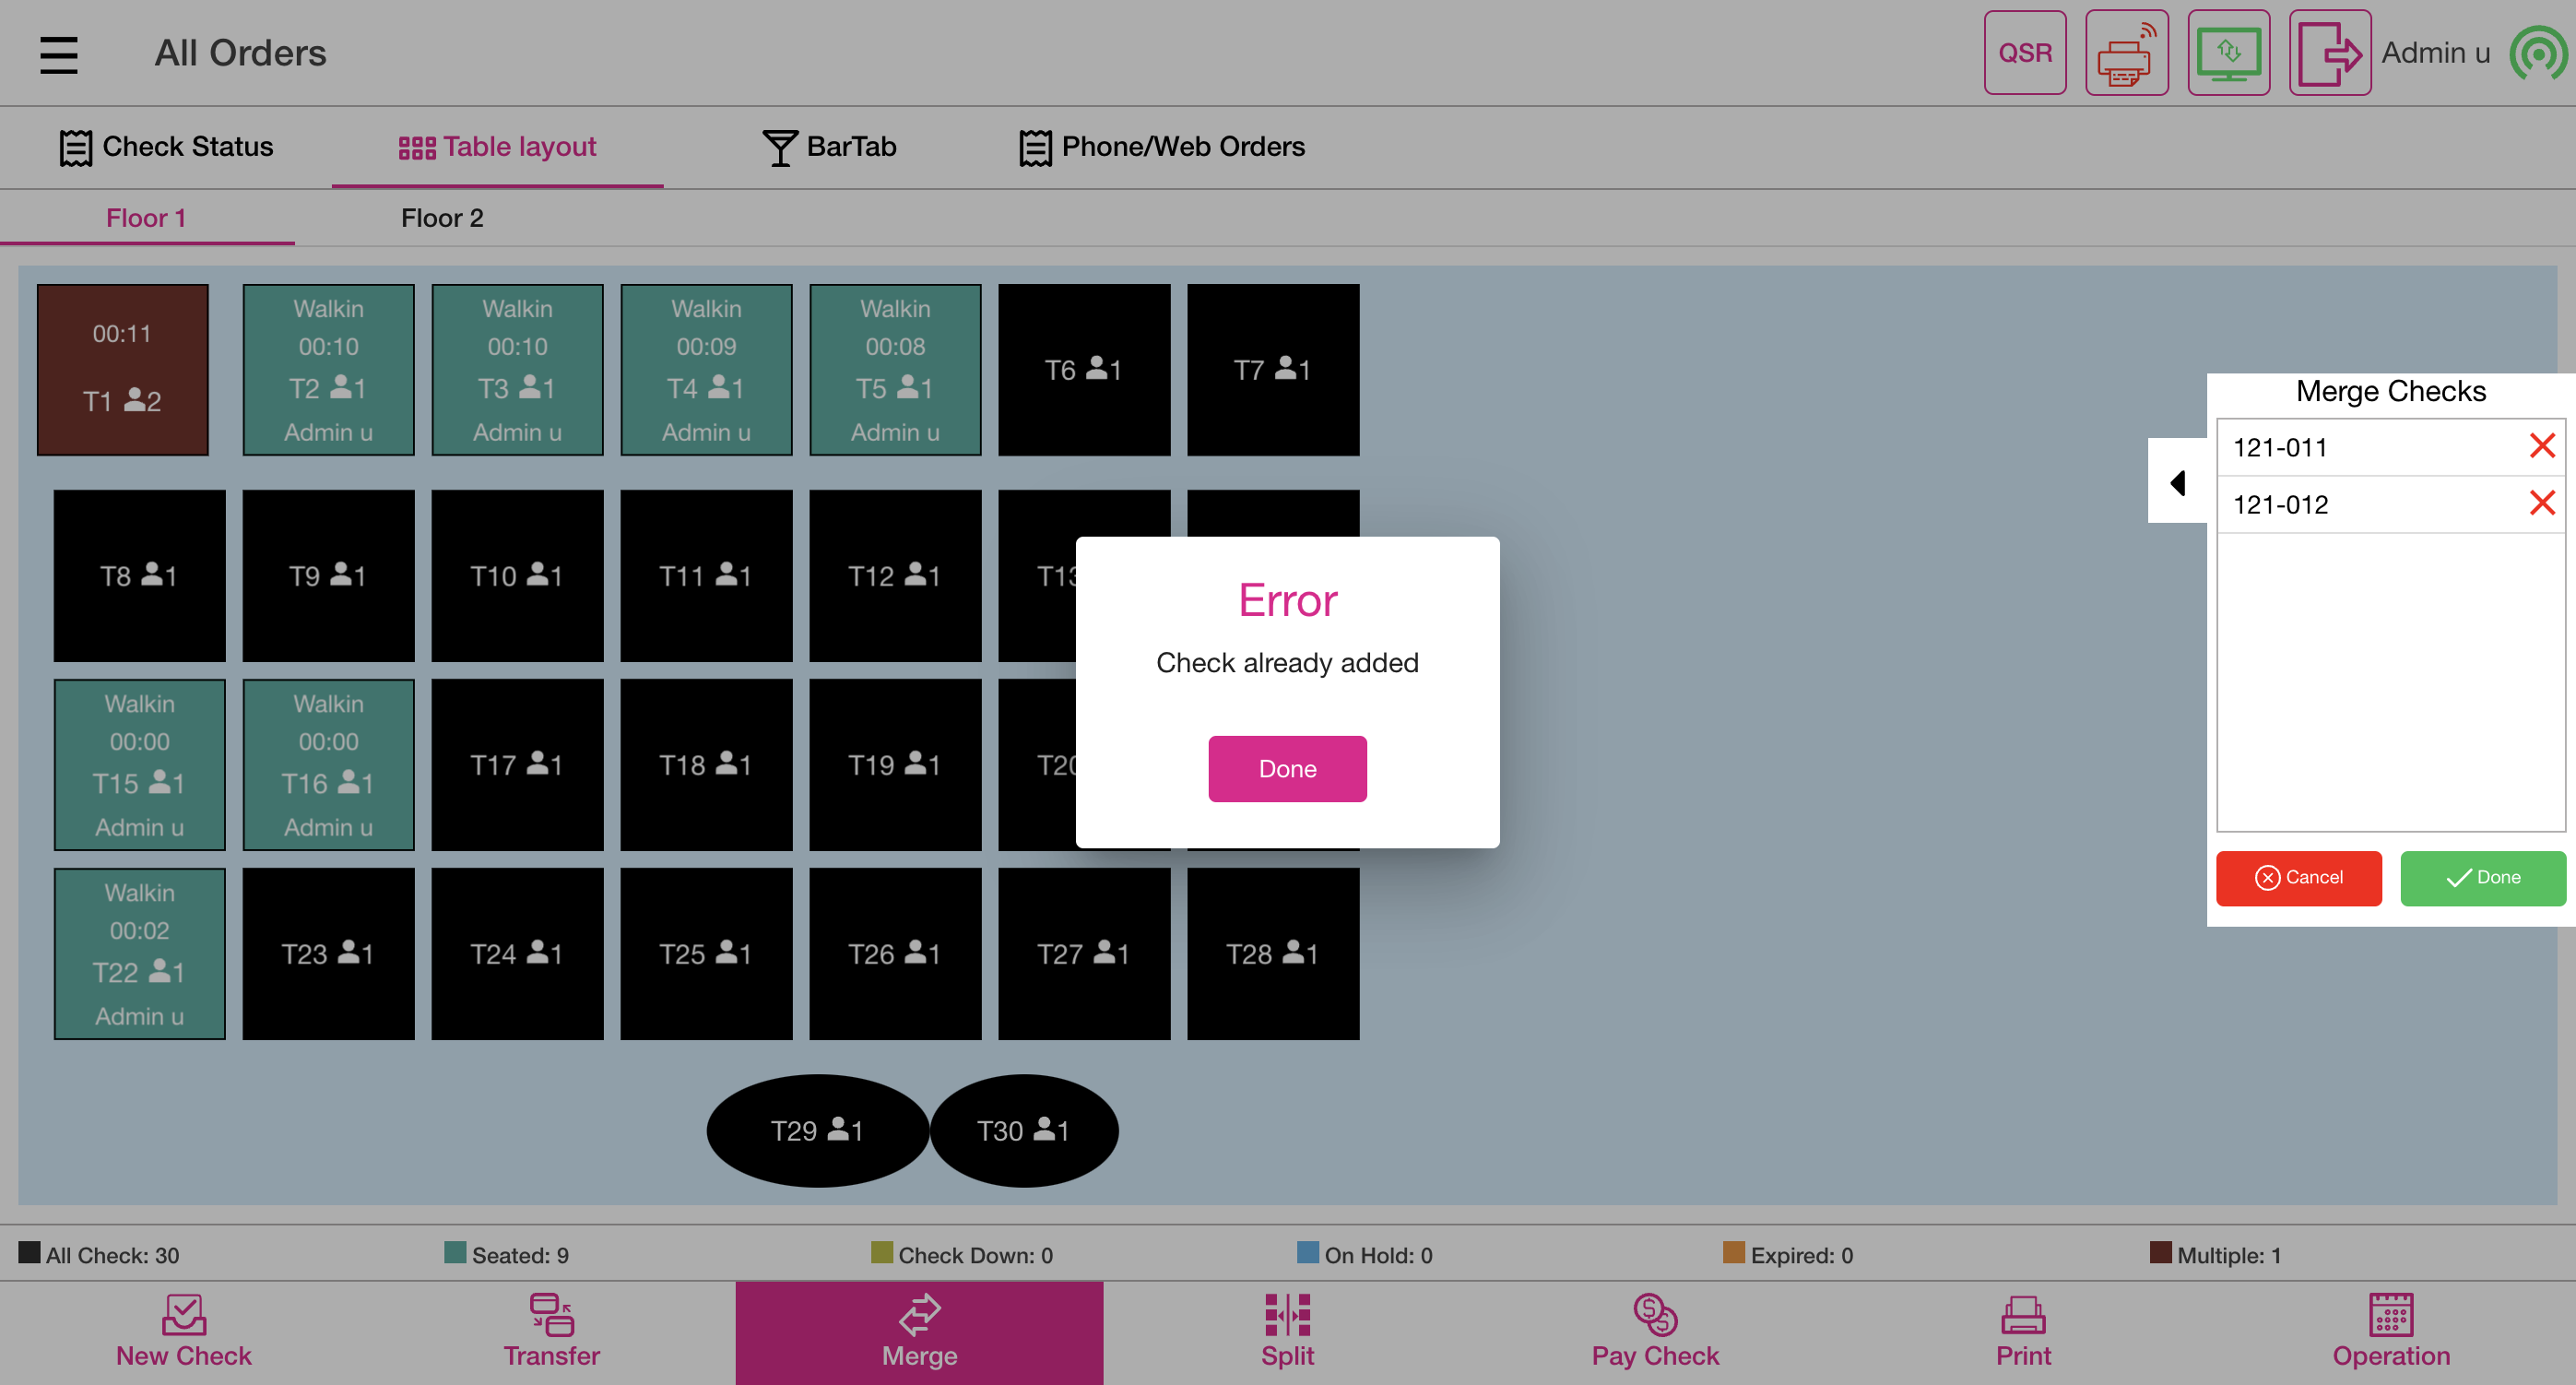 All Orders
QSR
Admin u
Check Status
Table layout
BarTab
Phone/Web Orders
Floor 1
Floor 2
00:11
T1 2
Walkin
00:10
T2 1
Admin u
Walkin
00:10
T3 1
Admin u
Walkin
00:09
T4 1
Admin u
Walkin
00:08
T5 1
Admin u
T6 1
T7 1
T8 1
T9 1
T10 1
T11 1
T12 1
Walkin
00:00
T15 1
Admin u
Walkin
00:00
T16 1
Admin u
T17 1
T18 1
T19 1
Walkin
00:02
T22 1
Admin u
T23 1
T24 1
T25 1
T26 1
T27 1
T28 1
T29 1
T30 1
Error
Check already added
Done
Merge Checks
121-011
121-012
Cancel
Done
All Check: 30
Seated: 9
Check Down: 0
On Hold: 0
Expired: 0
Multiple: 1
New Check
Transfer
Merge
Split
Pay Check
Print
Operation